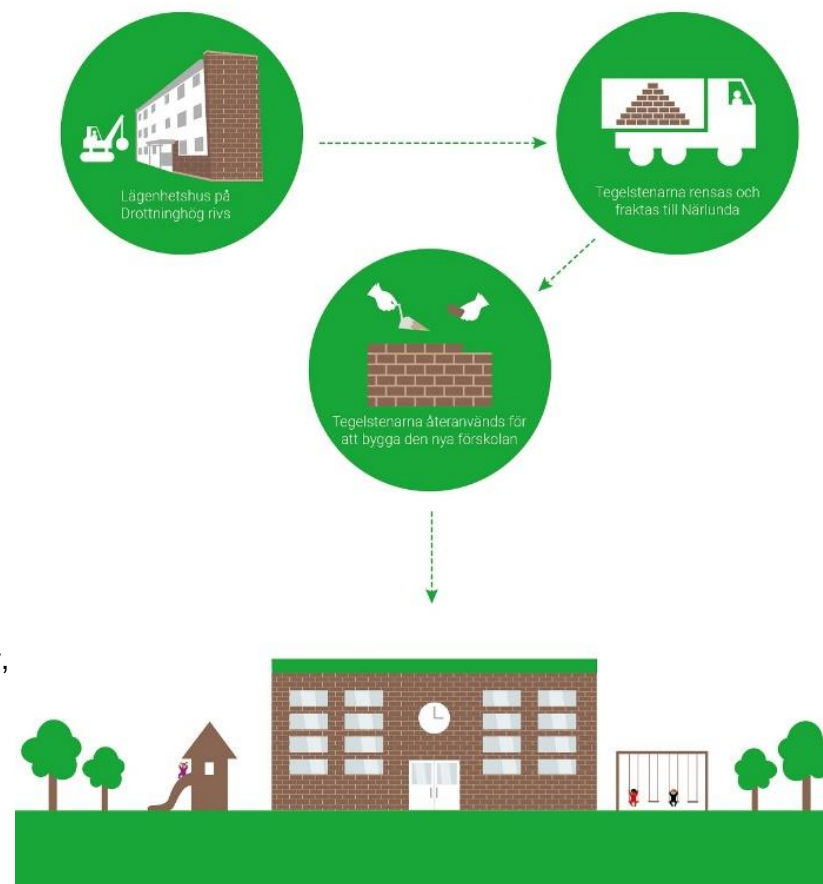 Lägenhetshus på
Drottninghög rivs
Tegelstenarna rensas och
fraktas till Närlunda
Tegelstenarna återanvänds för
att bygga den nya förskolan
,